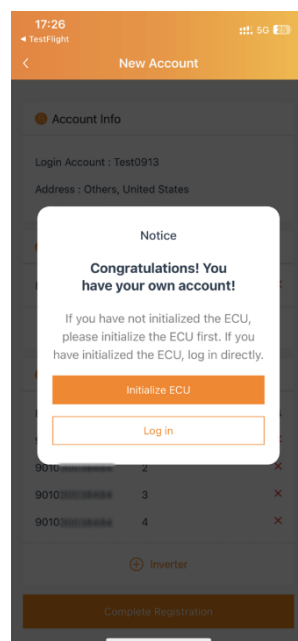 17:26
5G 25
◀ TestFlight
New Account
Account Info
Login Account : Test0913
Address : Others, United States
Notice
Congratulations! You
have your own account!
If you have not initialized the ECU,
please initialize the ECU first. If you
have initialized the ECU, log in directly.
Initialize ECU
Log in
9010 2
9010 3
9010 4
Inverter
Complete Registration